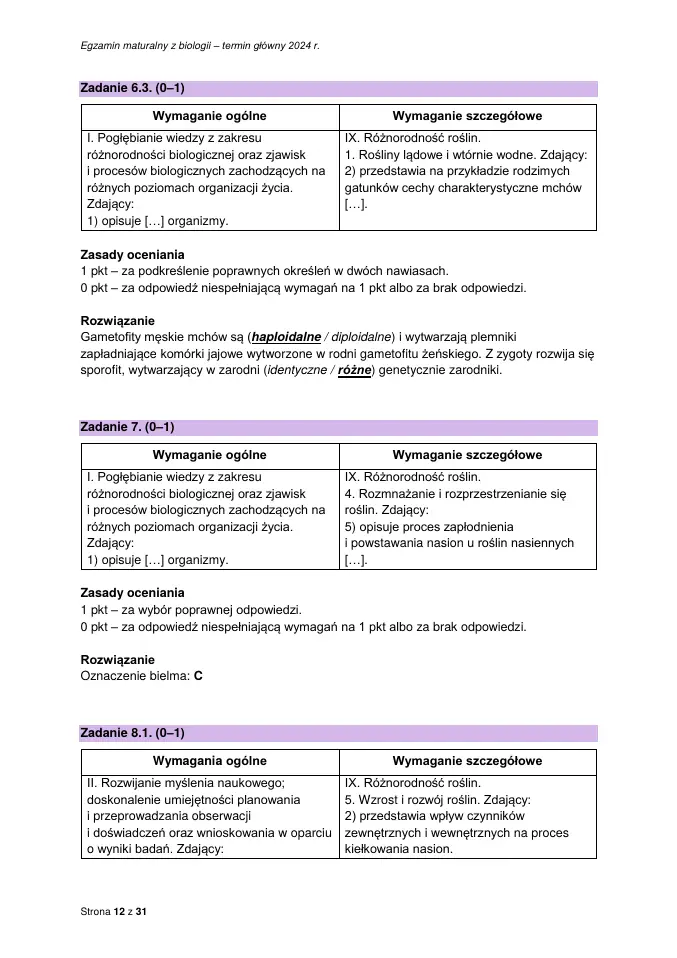 Egzamin maturalny z biologii – termin główny 2024 r.
Zadanie 6.3. (0–1)
Wymaganie ogólne
Wymaganie szczegółowe
I. Pogłębianie wiedzy z zakresu
różnorodności biologicznej oraz zjawisk
i procesów biologicznych zachodzących na
różnych poziomach organizacji życia.
Zdający:
1) opisuje […] organizmy.
IX. Różnorodność roślin.
1. Rośliny lądowe i wtórnie wodne. Zdający:
2) przedstawia na przykładzie rodzimych
gatunków cechy charakterystyczne mchów
[…].
Zasady oceniania
1 pkt – za podkreślenie poprawnych określeń w dwóch nawiasach.
0 pkt – za odpowiedź niespełniającą wymagań na 1 pkt albo za brak odpowiedzi.
Rozwiązanie
Gametofity męskie mchów są (haploidalne / diploidalne) i wytwarzają plemniki
zapładniające komórki jajowe wytworzone w rodni gametofitu żeńskiego. Z zygoty rozwija się
sporofit, wytwarzający w zarodni (identyczne / różne) genetycznie zarodniki.
Zadanie 7. (0–1)
Wymaganie ogólne
Wymaganie szczegółowe
I. Pogłębianie wiedzy z zakresu
różnorodności biologicznej oraz zjawisk
i procesów biologicznych zachodzących na
różnych poziomach organizacji życia.
Zdający:
1) opisuje […] organizmy.
IX. Różnorodność roślin.
4. Rozmnażanie i rozprzestrzenianie się
roślin. Zdający:
5) opisuje proces zapłodnienia
i powstawania nasion u roślin nasiennych
[…].
Zasady oceniania
1 pkt – za wybór poprawnej odpowiedzi.
0 pkt – za odpowiedź niespełniającą wymagań na 1 pkt albo za brak odpowiedzi.
Rozwiązanie
Oznaczenie bielma: C
Zadanie 8.1. (0–1)
Wymagania ogólne
Wymaganie szczegółowe
II. Rozwijanie myślenia naukowego;
doskonalenie umiejętności planowania
i przeprowadzania obserwacji
i doświadczeń oraz wnioskowania w oparciu
o wyniki badań. Zdający:
IX. Różnorodność roślin.
5. Wzrost i rozwój roślin. Zdający:
2) przedstawia wpływ czynników
zewnętrznych i wewnętrznych na proces
kiełkowania nasion.
Strona 12 z 31